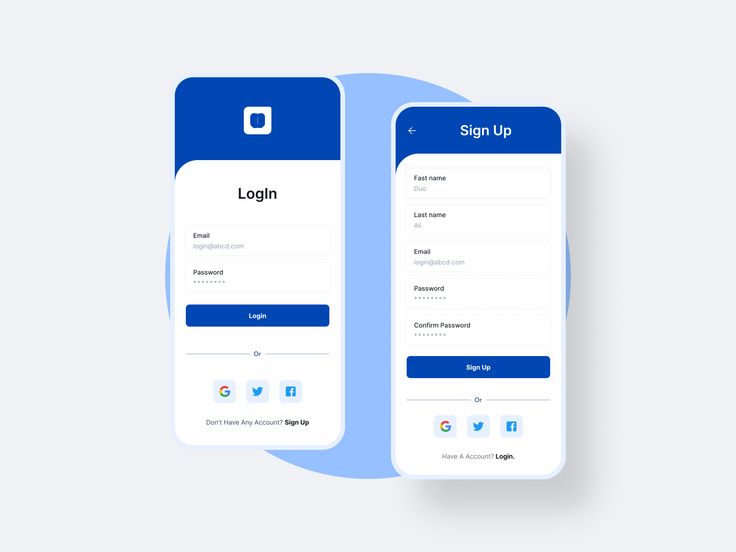 LogIn
Email
login@abcd.com
Password
********
Login
Or
Don't Have Any Account? Sign Up
Sign Up
Fast name
Duo
Last name
Ali
Email
login@abcd.com
Password
********
Confirm Password
********
Sign Up
Or
Have A Account? Login.